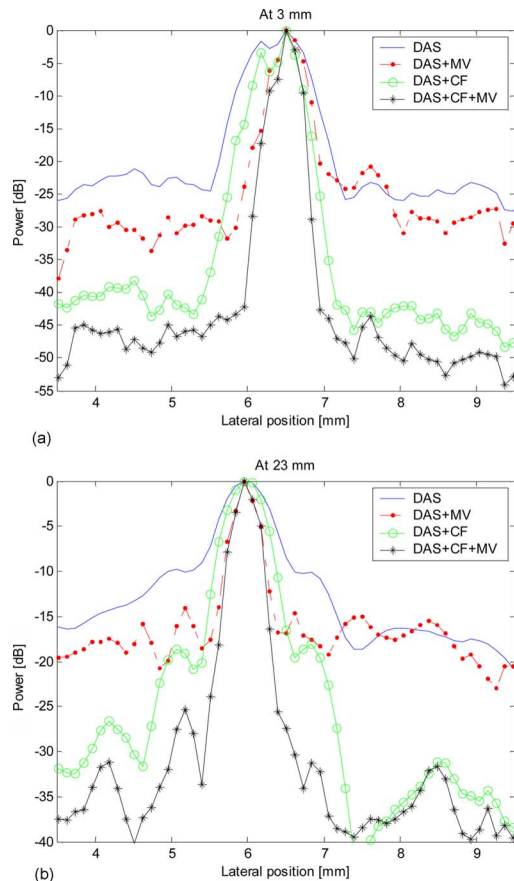 At 3 mm
0
-5
-10
-15
-20
-25
-30
-35
-40
-45
-50
-55
Power [dB]
DAS
DAS+MV
DAS+CF
DAS+CF+MV
4 5 6 7 8 9
Lateral position [mm]
(a)
At 23 mm
0
-5
-10
-15
-20
-25
-30
-35
-40
Power [dB]
DAS
DAS+MV
DAS+CF
DAS+CF+MV
4 5 6 7 8 9
Lateral position [mm]
(b)